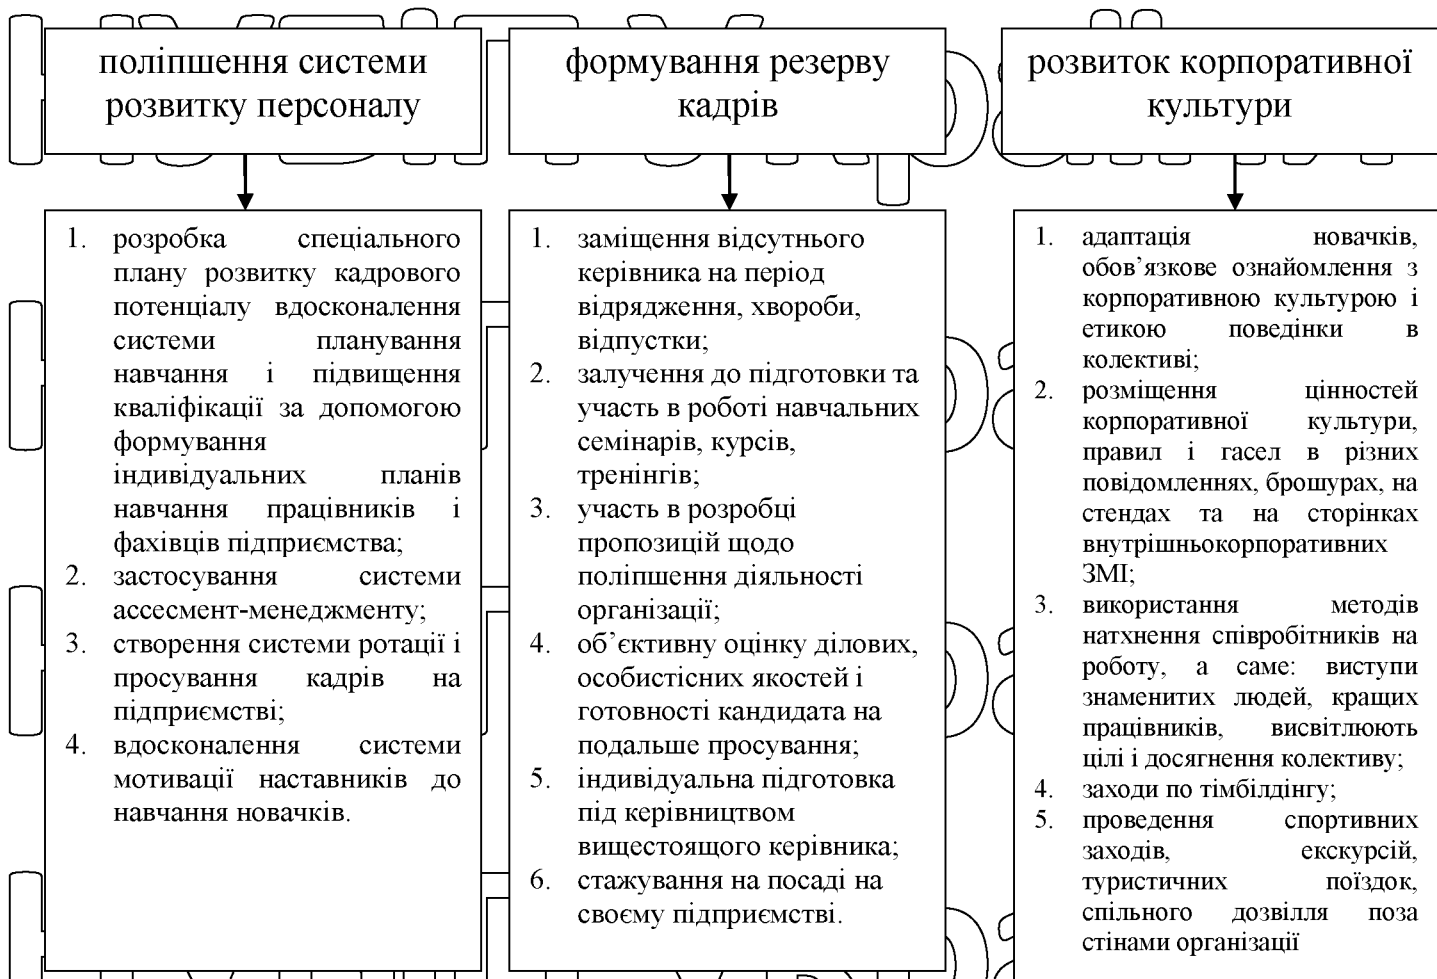 поліпшення системи
розвитку персоналу
1. розробка спеціального
плану розвитку кадрового
потенціалу вдосконалення
системи планування
навчання і підвищення
кваліфікації за допомогою
формування
індивідуальних планів
навчання працівників і
фахівців підприємства;
2. застосування системи
ассесмент-менеджменту;
3. створення системи ротації і
просування кадрів на
підприємстві;
4. вдосконалення системи
мотивації наставників до
навчання новачків.
формування резерву
кадрів
1. заміщення відсутнього
керівника на період
відрядження, хвороби,
відпустки;
2. залучення до підготовки та
участь в роботі навчальних
семінарів, курсів,
тренінгів;
3. участь в розробці
пропозицій щодо
поліпшення діяльності
організації;
4. об’єктивну оцінку ділових,
особистісних якостей і
готовності кандидата на
подальше просування;
5. індивідуальна підготовка
під керівництвом
вищестоящого керівника;
6. стажування на посаді на
своєму підприємстві.
розвиток корпоративної
культури
1. адаптація новачків,
обов’язкове ознайомлення з
корпоративною культурою і
етикою поведінки в
колективі;
2. розміщення цінностей
корпоративної культури,
правил і гасел в різних
повідомленнях, брошурах, на
стендах та на сторінках
внутрішньокорпоративних
ЗМІ;
3. використання методів
натхнення співробітників на
роботу, а саме: виступи
знаменитих людей, кращих
працівників, висвітлюють
цілі і досягнення колективу;
4. заходи по тімбілдінгу;
5. проведення спортивних
заходів, екскурсій,
туристичних поїздок,
спільного дозвілля поза
стінами організації